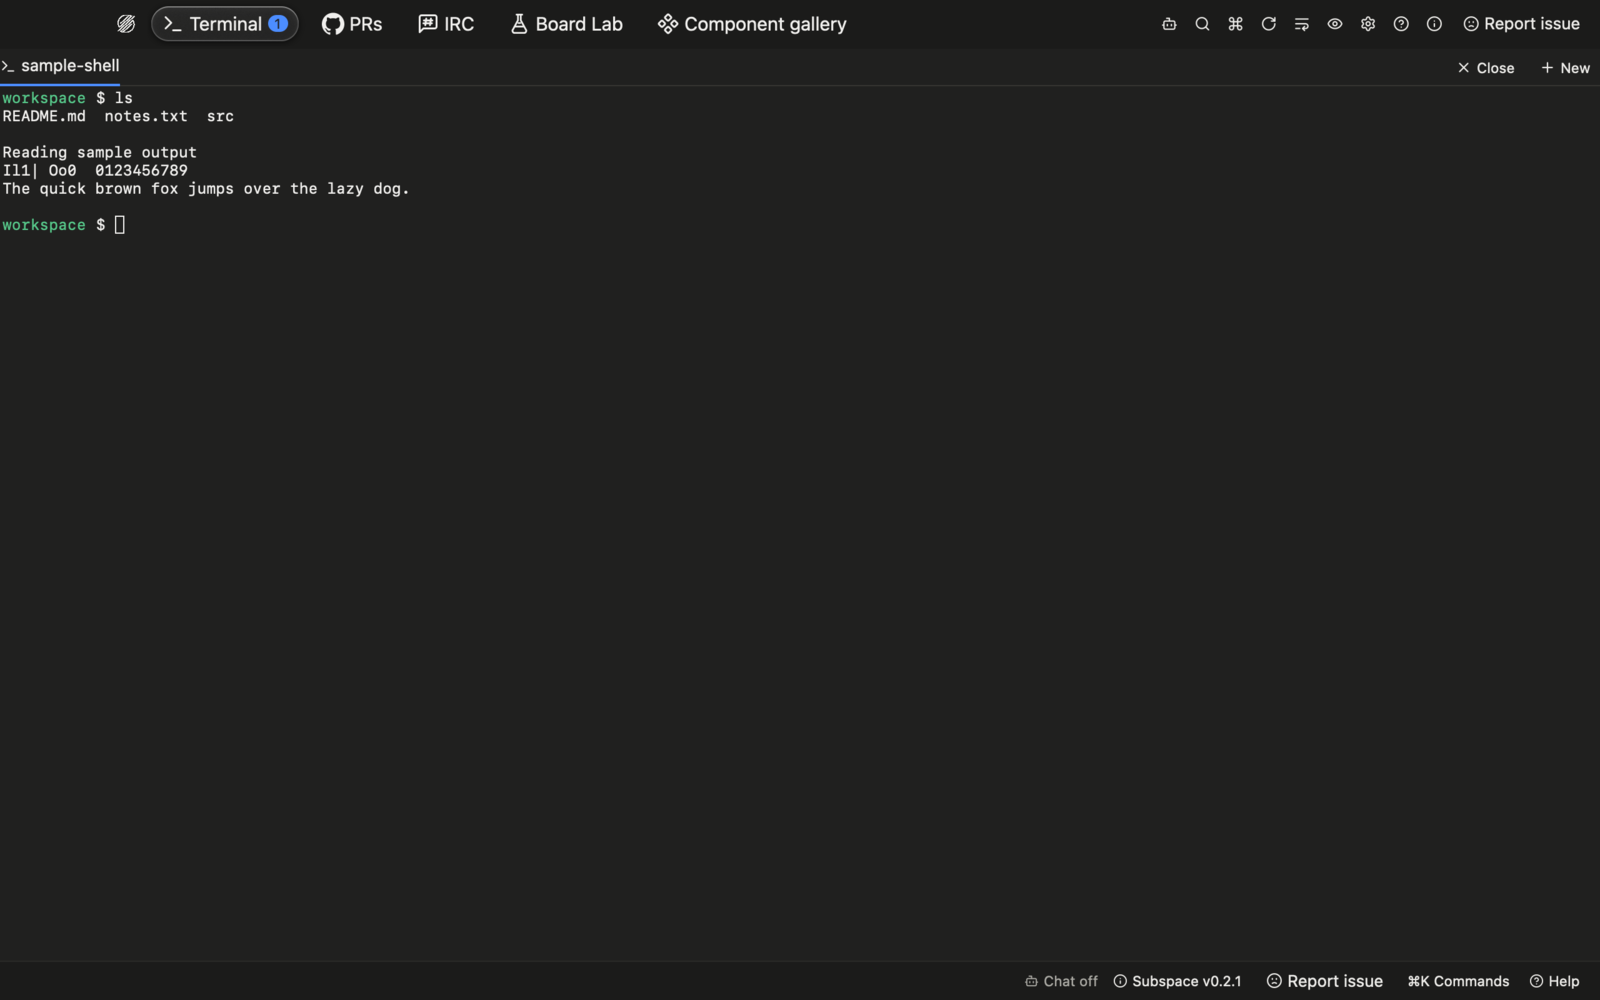 >_ Terminal 1 PRs IRC Board Lab Component gallery ⌘ Report issue
>_ sample-shell × Close + New
workspace $ ls
README.md  notes.txt  src
Reading sample output
Il1| Oo0  0123456789
The quick brown fox jumps over the lazy dog.
workspace $
Chat off Subspace v0.2.1 Report issue ⌘K Commands Help